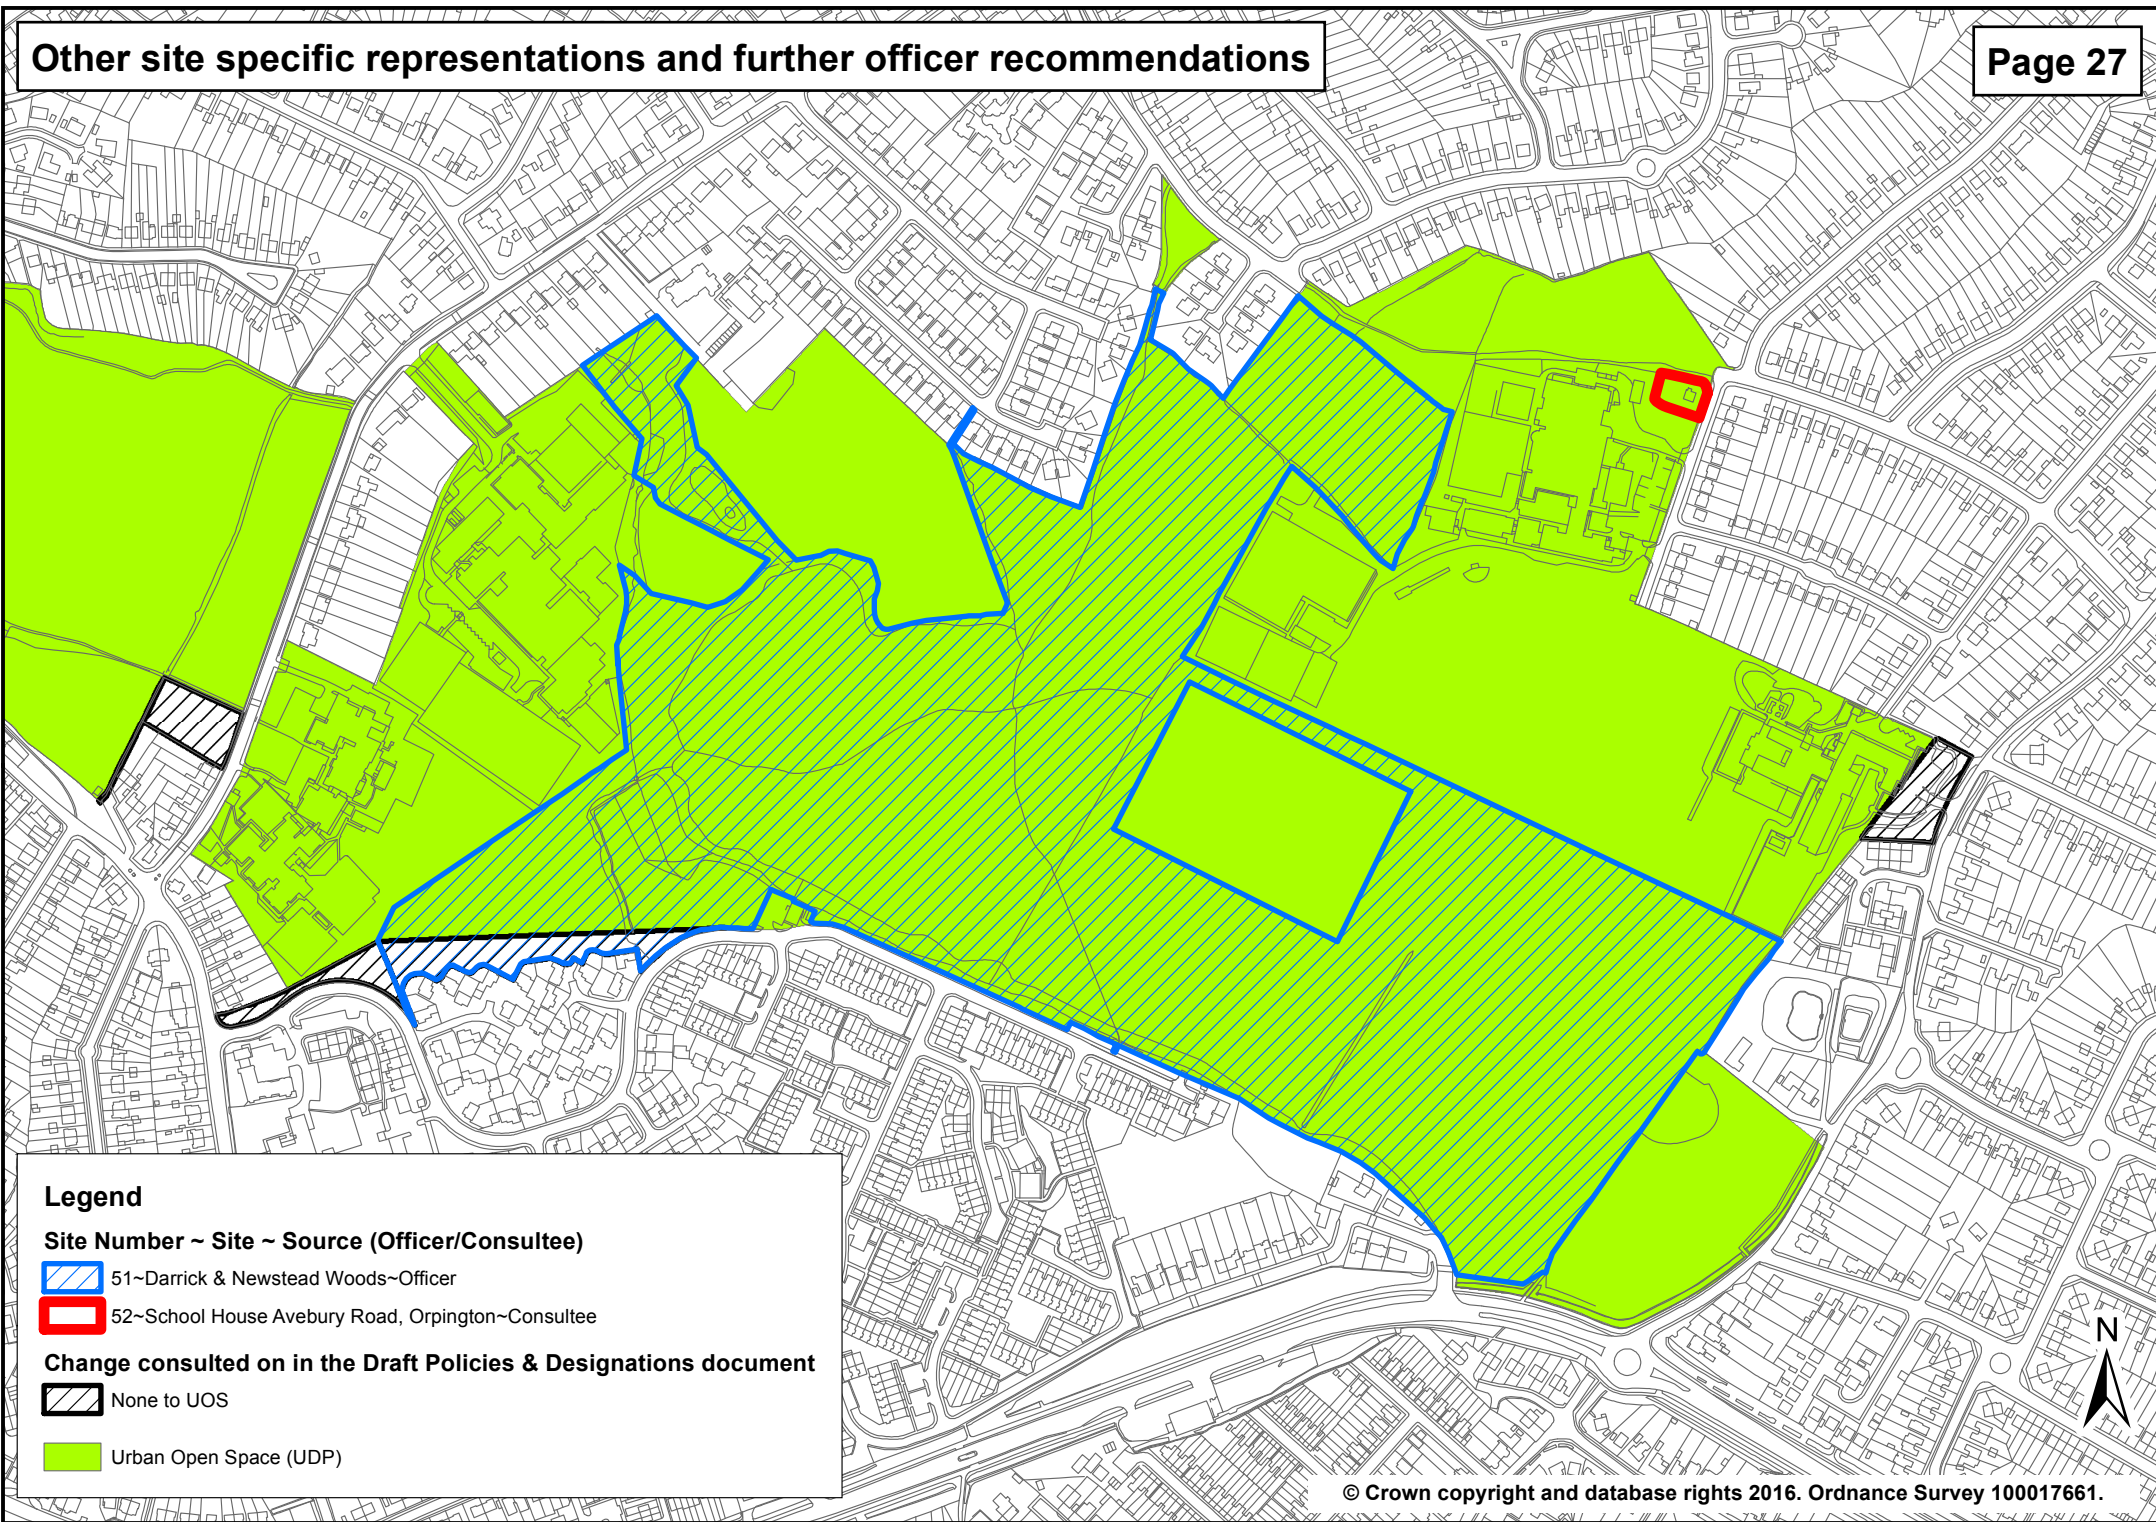 Other site specific representations and further officer recommendations
Page 27
Legend
Site Number ~ Site ~ Source (Officer/Consultee)
51~Darrick & Newstead Woods~Officer
52~School House Avebury Road, Orpington~Consultee
Change consulted on in the Draft Policies & Designations document
None to UOS
Urban Open Space (UDP)
N
© Crown copyright and database rights 2016. Ordnance Survey 100017661.